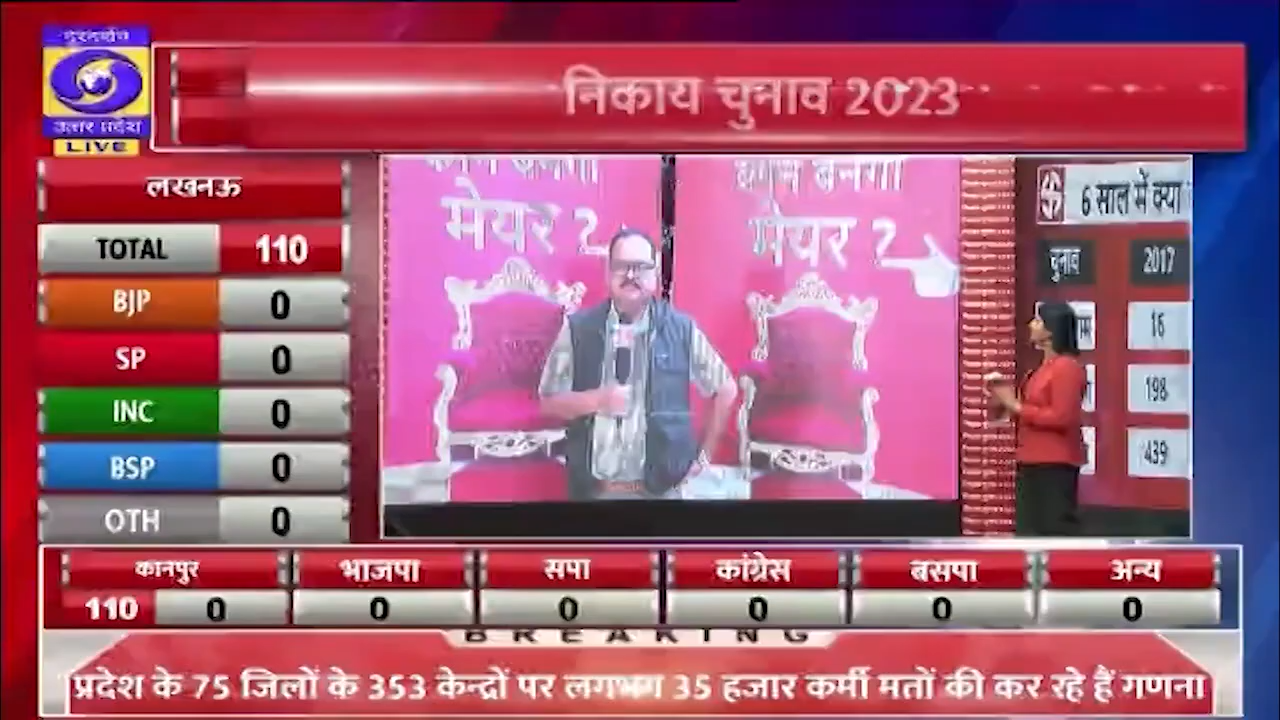 दूरदर्शन
उत्तर प्रदेश
LIVE
निकाय चुनाव 2023
लखनऊ
TOTAL 110
BJP 0
SP 0
INC 0
BSP 0
OTH 0
मेयर ?
मेयर ?
6 साल में क्या
चुनाव 2017
16
198
439
कानपुर भाजपा सपा कांग्रेस बसपा अन्य
110 0 0 0 0 0 0
BREAKING
प्रदेश के 75 जिलों के 353 केन्द्रों पर लगभग 35 हजार कर्मी मतों की कर रहे हैं गणना